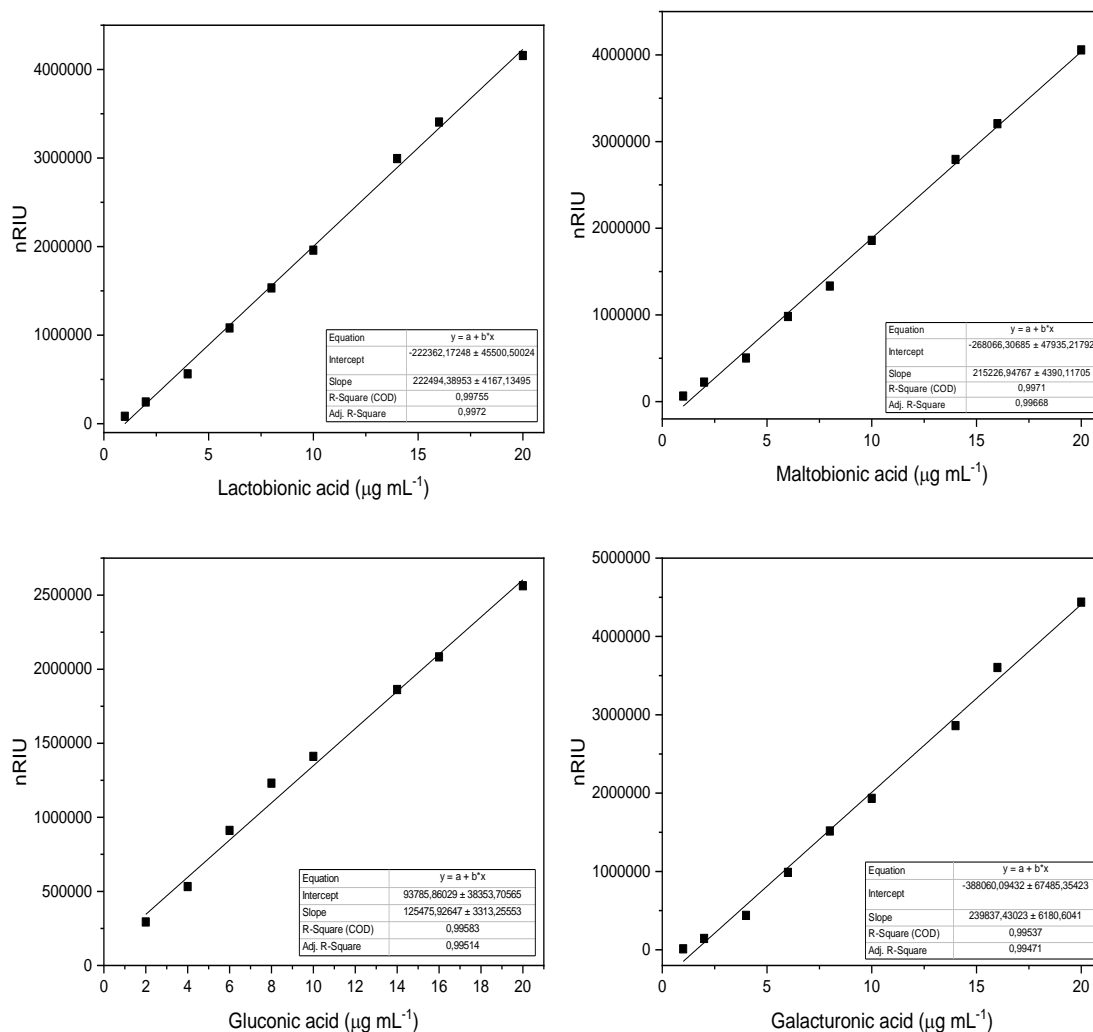 4000000
3000000
2000000
1000000
0
nRIU
0 5 10 15 20
Lactobionic acid (μg mL-1)
Equation y = a + b*x
Intercept -222362,17248 ± 45500,50024
Slope 222494,38953 ± 4167,13495
R-Square (COD) 0,99755
Adj. R-Square 0,9972
4000000
3000000
2000000
1000000
0
nRIU
0 5 10 15 20
Maltobionic acid (μg mL-1)
Equation y = a + b*x
Intercept -268066,30685 ± 47935,21792
Slope 215226,94767 ± 4390,11705
R-Square (COD) 0,9971
Adj. R-Square 0,99668
2500000
2000000
1500000
1000000
500000
0
nRIU
0 2 4 6 8 10 12 14 16 18 20
Gluconic acid (μg mL-1)
Equation y = a + b*x
Intercept 93785,86029 ± 38353,70565
Slope 125475,92647 ± 3313,25553
R-Square (COD) 0,99583
Adj. R-Square 0,99514
5000000
4000000
3000000
2000000
1000000
0
nRIU
0 5 10 15 20
Galacturonic acid (μg mL-1)
Equation y = a + b*x
Intercept -388060,09432 ± 67485,35423
Slope 239837,43023 ± 6180,6041
R-Square (COD) 0,99537
Adj. R-Square 0,99471